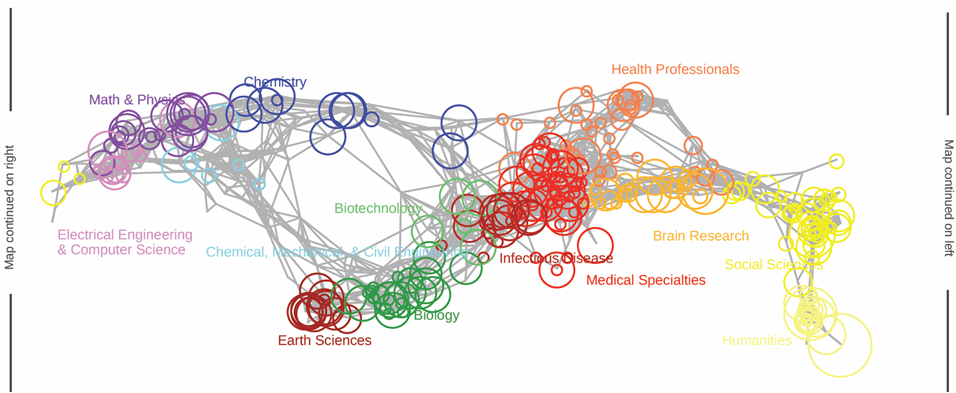 Map continued on right
Math & Physics
Chemistry
Health Professionals
Map continued on left
Electrical Engineering
& Computer Science
Biotechnology
Chemical, Mechanical, & Civil Engineering
Brain Research
Infectious Disease
Social Sciences
Medical Specialties
Biology
Earth Sciences
Humanities